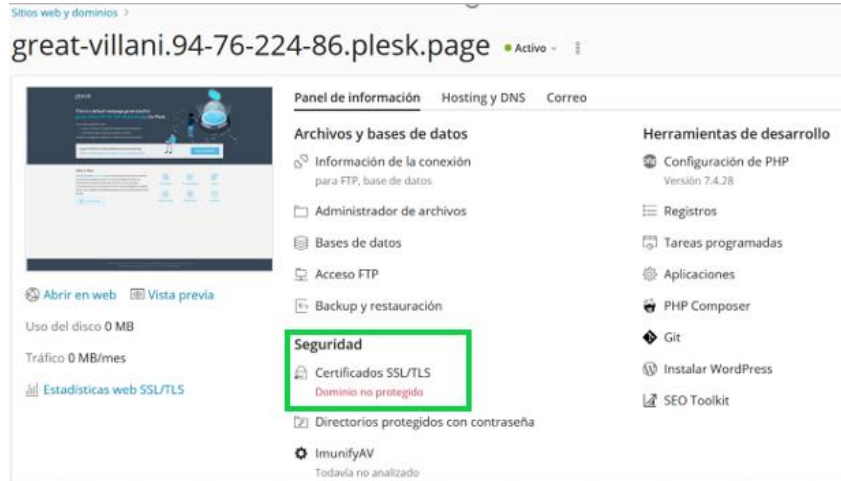 Sitios web y dominios >
great-villani.94-76-224-86.plesk.page Activo
Panel de información Hosting y DNS Correo
Archivos y bases de datos
Información de la conexión
para FTP, base de datos
Administrador de archivos
Bases de datos
Acceso FTP
Backup y restauración
Seguridad
Certificados SSL/TLS
Dominio no protegido
Directorios protegidos con contraseña
ImunifyAV
Todavía no analizado
Herramientas de desarrollo
Configuración de PHP
Versión 7.4.28
Registros
Tareas programadas
Aplicaciones
PHP Composer
Git
Instalar WordPress
SEO Toolkit
Abrir en web Vista previa
Uso del disco 0 MB
Tráfico 0 MB/mes
Estadísticas web SSL/TLS